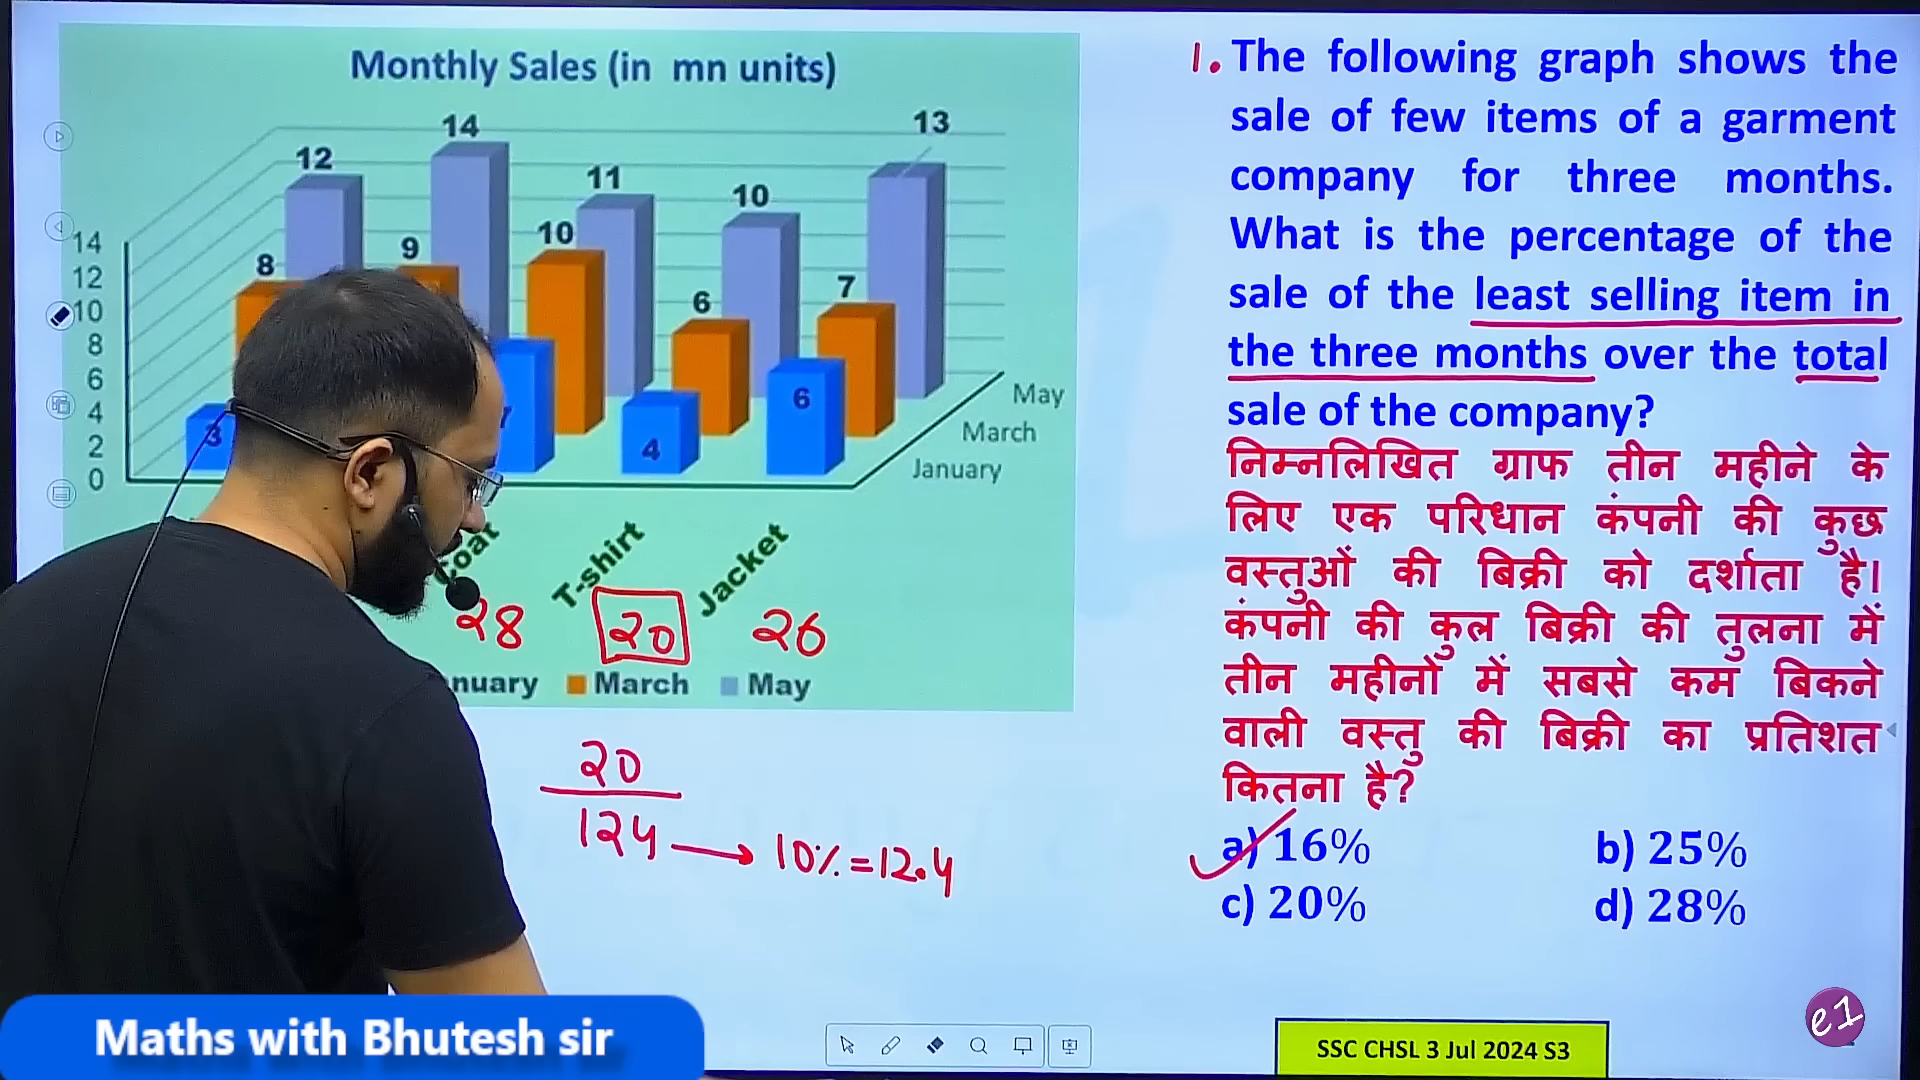 Monthly Sales (in mn units)
14
12
10
8
6
4
2
0
12
14
11
10
13
8
9
10
6
7
3
4
6
May
March
January
Coat
T-shirt
Jacket
28
20
26
nuary
March
May
20
124
10% = 12.4
1. The following graph shows the
sale of few items of a garment
company for three months.
What is the percentage of the
sale of the least selling item in
the three months over the total
sale of the company?
निम्नलिखित ग्राफ तीन महीने के
लिए एक परिधान कंपनी की कुछ
वस्तुओं की बिक्री को दर्शाता है।
कंपनी की कुल बिक्री की तुलना में
तीन महीनों में सबसे कम बिकने
वाली वस्तु की बिक्री का प्रतिशत
कितना है?
a) 16% b) 25%
c) 20% d) 28%
Maths with Bhutesh sir
SSC CHSL 3 Jul 2024 S3
e1